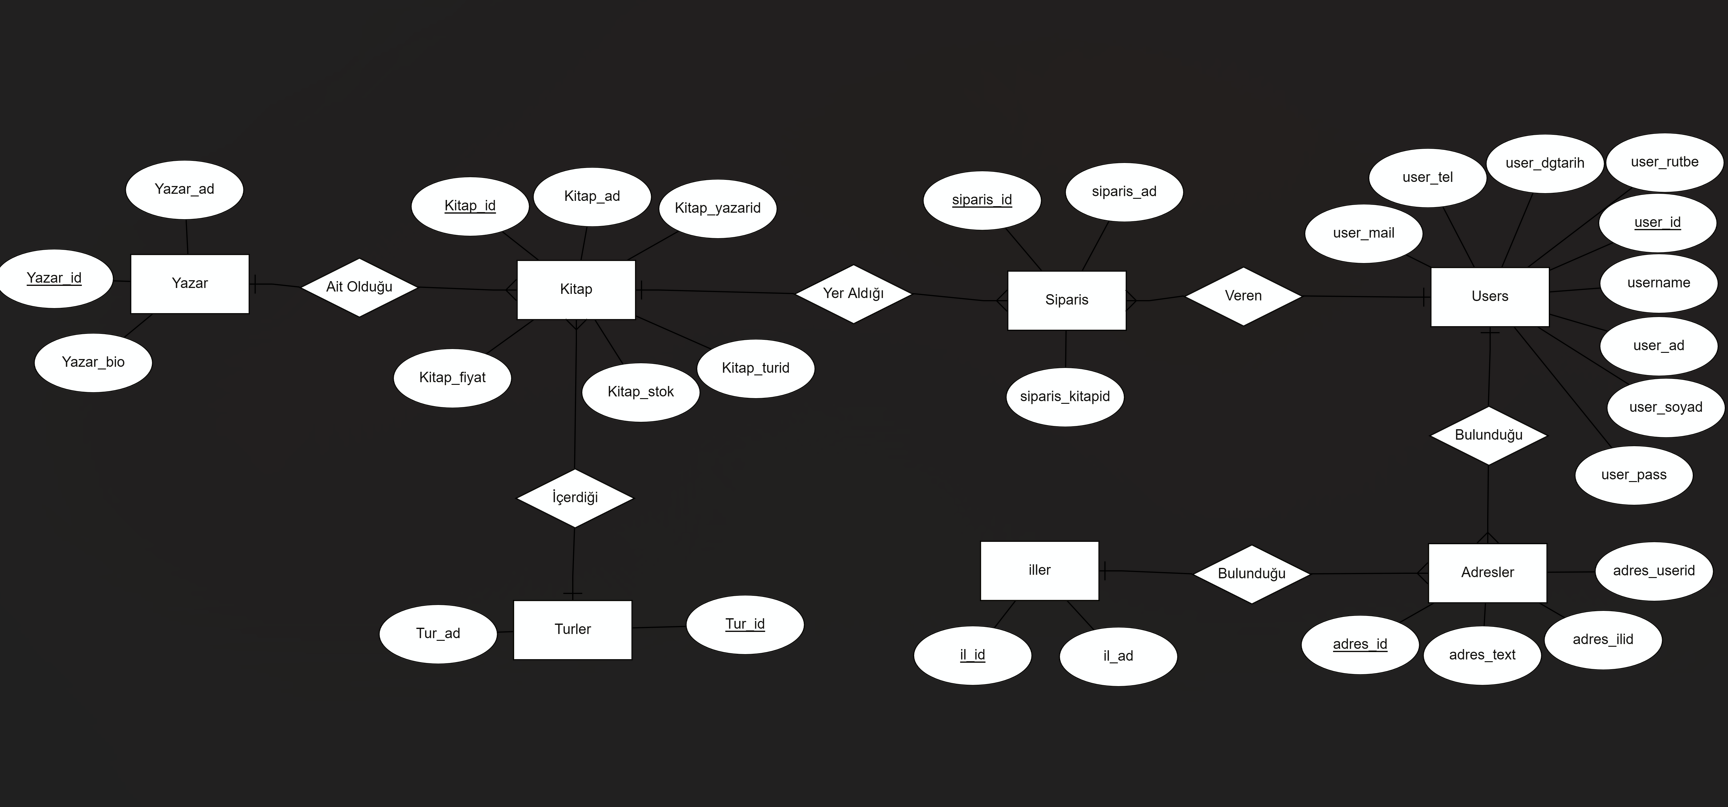 Yazar_ad
Yazar_id
Yazar
Yazar_bio
Ait Olduğu
Kitap_id
Kitap_ad
Kitap_yazarid
Kitap
Kitap_fiyat
Kitap_stok
Kitap_turid
Yer Aldığı
siparis_id
siparis_ad
Siparis
siparis_kitapid
Veren
user_mail
user_tel
user_dgtarih
user_rutbe
user_id
Users
username
user_ad
user_soyad
user_pass
Bulunduğu
İçerdiği
Tur_ad
Turler
Tur_id
iller
il_id
il_ad
Bulunduğu
Adresler
adres_userid
adres_id
adres_text
adres_ilid